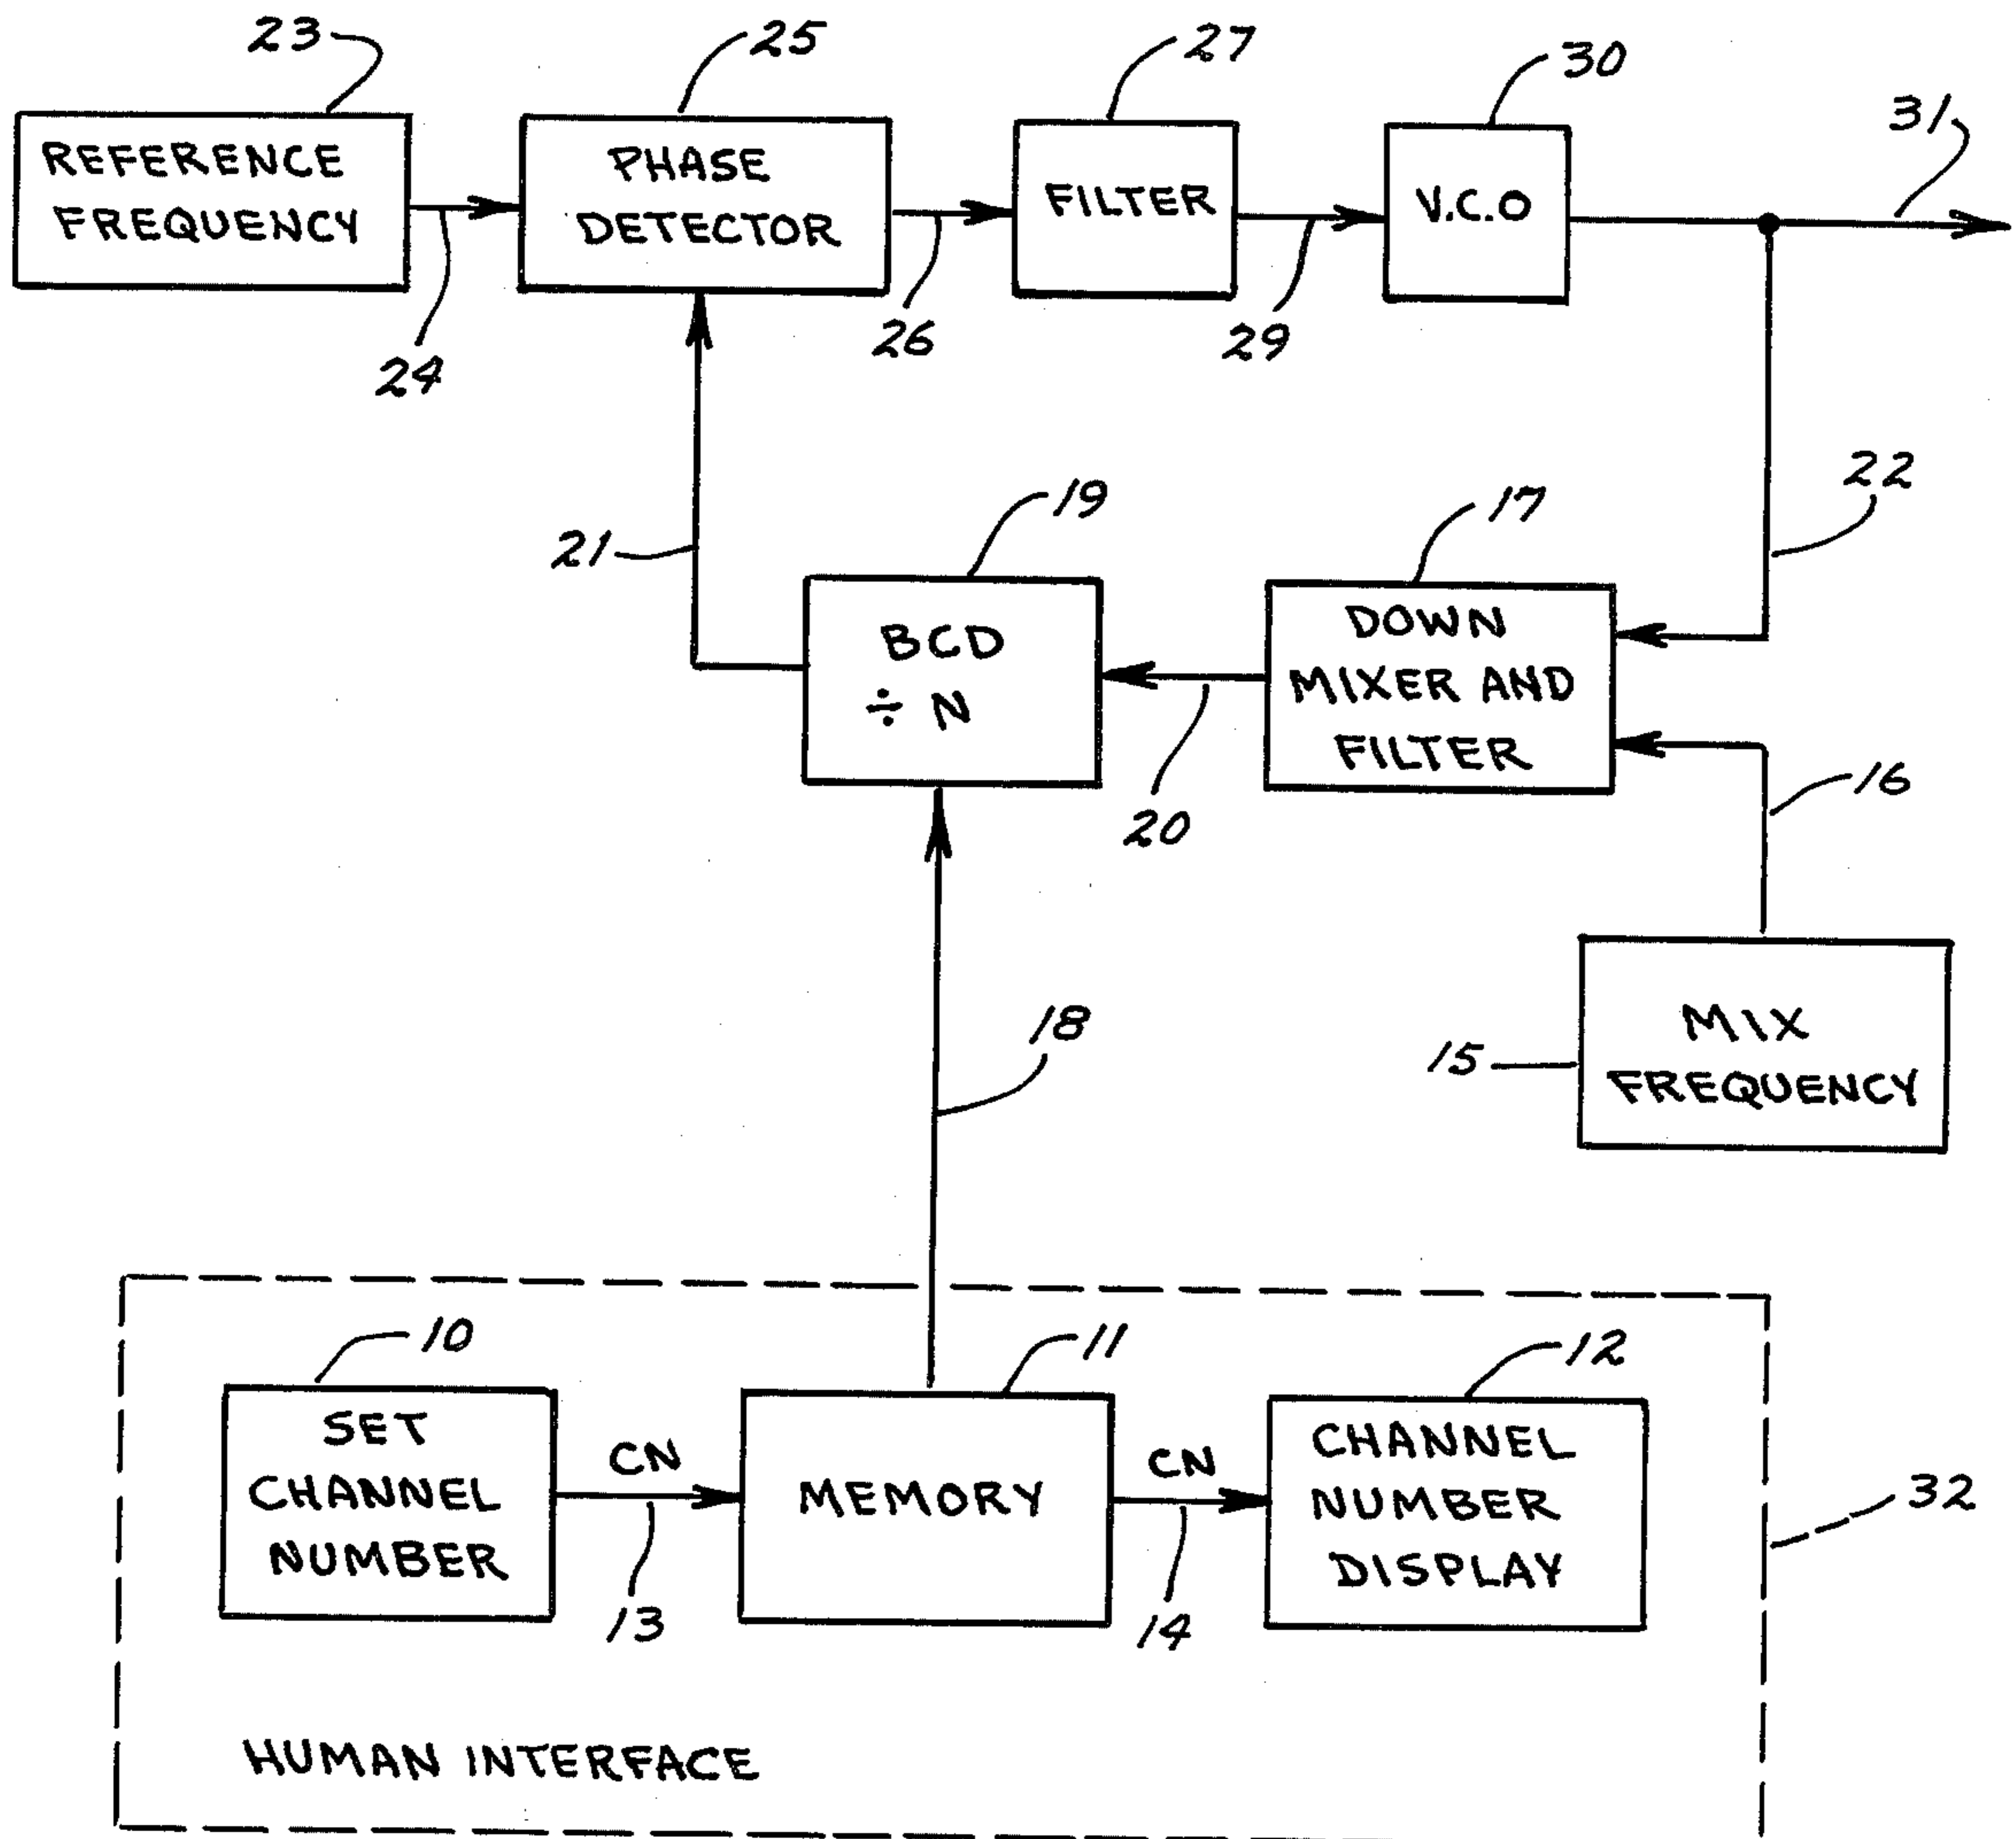 23
25
27
30
31
REFERENCE
FREQUENCY
PHASE
DETECTOR
FILTER
V.C.O
24
26
29
22
21
19
17
BCD
÷ N
DOWN
MIXER AND
FILTER
20
16
18
15
MIX
FREQUENCY
10
11
12
SET
CHANNEL
NUMBER
CN
MEMORY
CN
CHANNEL
NUMBER
DISPLAY
32
13
14
HUMAN INTERFACE